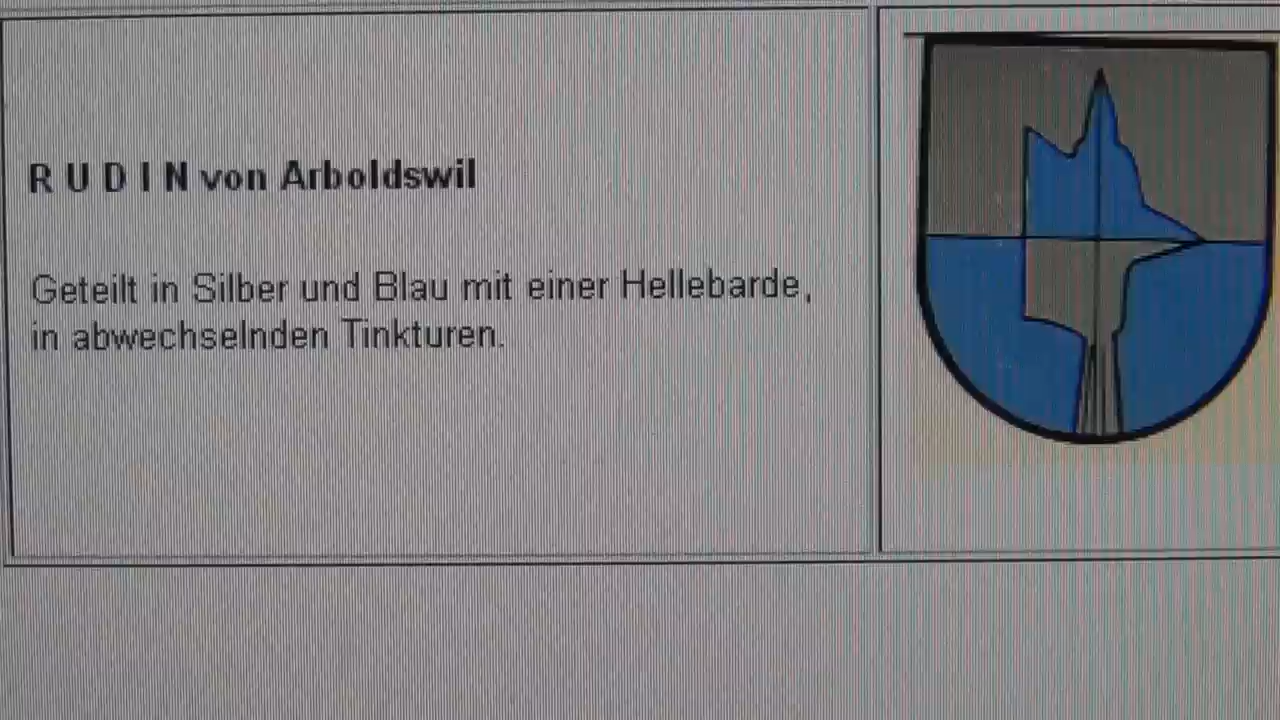 R U D I N von Arboldswil
Geteilt in Silber und Blau mit einer Hellebarde,
in abwechselnden Tinkturen.